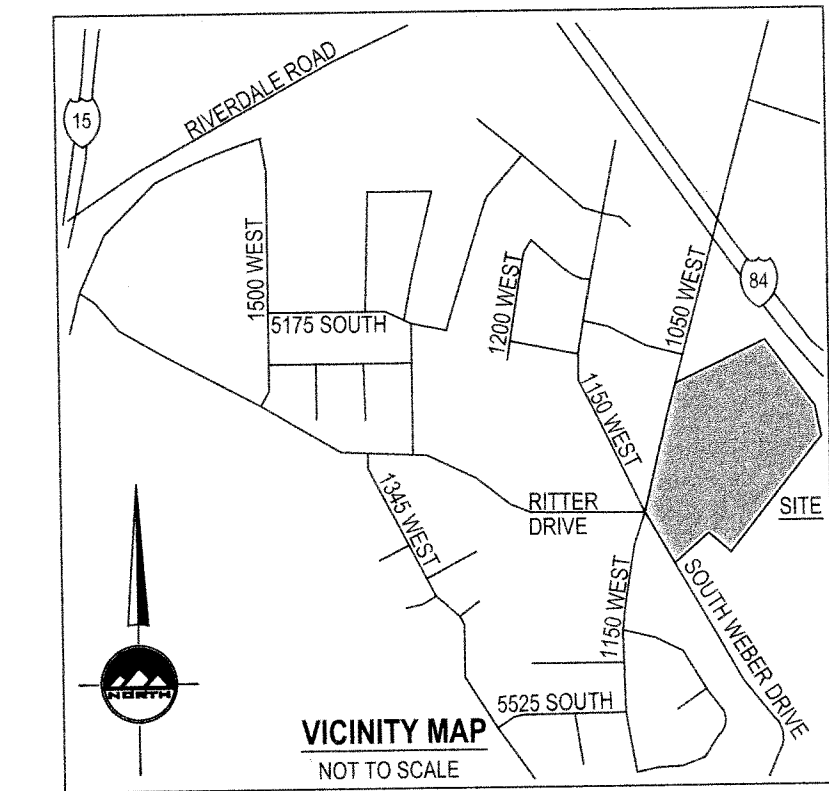 RIVERDALE ROAD
15
1500 WEST
5175 SOUTH
1200 WEST
1050 WEST
84
1150 WEST
1345 WEST
RITTER
DRIVE
SITE
1150 WEST
SOUTH WEBER DRIVE
5525 SOUTH
NORTH
VICINITY MAP
NOT TO SCALE